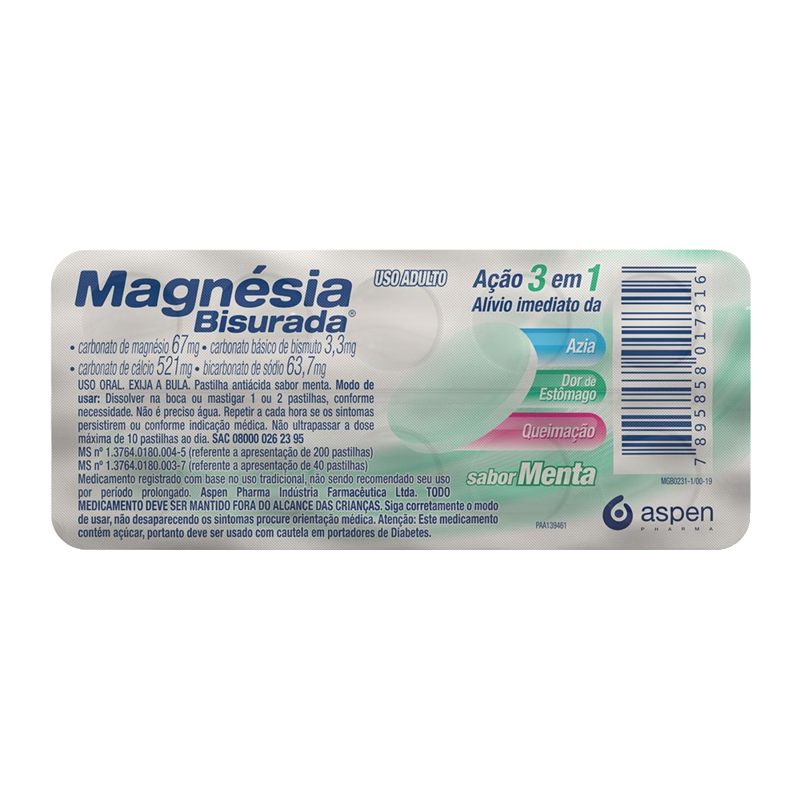 Magnésia
Bisurada®
USO ADULTO
• carbonato de magnésio 67mg • carbonato básico de bismuto 3,3mg
• carbonato de cálcio 521mg • bicarbonato de sódio 63,7mg
USO ORAL. EXIJA A BULA. Pastilha antiácida sabor menta. Modo de
usar: Dissolver na boca ou mastigar 1 ou 2 pastilhas, conforme
necessidade. Não é preciso água. Repetir a cada hora se os sintomas
persistirem ou conforme indicação médica. Não ultrapassar a dose
máxima de 10 pastilhas ao dia. SAC 08000 026 23 95
MS nº 1.3764.0180.004-5 (referente a apresentação de 200 pastilhas)
MS nº 1.3764.0180.003-7 (referente a apresentação de 40 pastilhas)
Medicamento registrado com base no uso tradicional, não sendo recomendado seu uso
por período prolongado. Aspen Pharma Indústria Farmacêutica Ltda. TODO
MEDICAMENTO DEVE SER MANTIDO FORA DO ALCANCE DAS CRIANÇAS. Siga corretamente o modo
de usar, não desaparecendo os sintomas procure orientação médica. Atenção: Este medicamento
contém açúcar, portanto deve ser usado com cautela em portadores de Diabetes.
Ação 3 em 1
Alívio imediato da
Azia
Dor de
Estômago
Queimação
sabor Menta
PAA139461
7 895858 017316
MGB0231-1/00-19
aspen
PHARMA